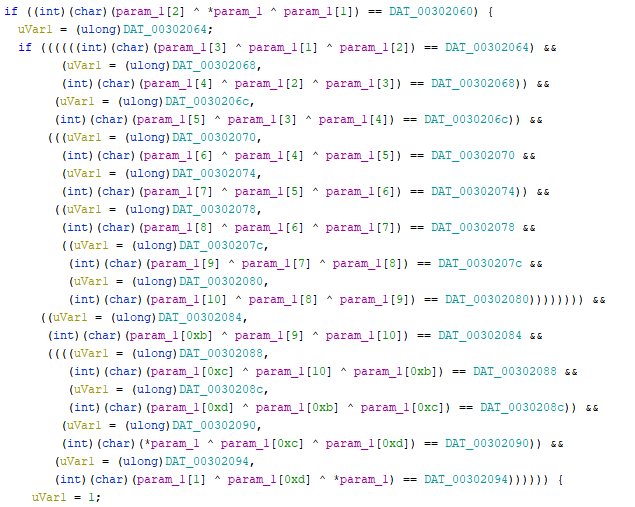 if ((int)(char)(param_1[2] ^ *param_1 ^ param_1[1]) == DAT_00302060) {
uVar1 = (ulong)DAT_00302064;
if ((((((int)(char)(param_1[3] ^ param_1[1] ^ param_1[2]) == DAT_00302064) &&
(uVar1 = (ulong)DAT_00302068,
(int)(char)(param_1[4] ^ param_1[2] ^ param_1[3]) == DAT_00302068)) &&
(uVar1 = (ulong)DAT_0030206c,
(int)(char)(param_1[5] ^ param_1[3] ^ param_1[4]) == DAT_0030206c)) &&
(((uVar1 = (ulong)DAT_00302070,
(int)(char)(param_1[6] ^ param_1[4] ^ param_1[5]) == DAT_00302070 &&
(uVar1 = (ulong)DAT_00302074,
(int)(char)(param_1[7] ^ param_1[5] ^ param_1[6]) == DAT_00302074)) &&
((uVar1 = (ulong)DAT_00302078,
(int)(char)(param_1[8] ^ param_1[6] ^ param_1[7]) == DAT_00302078 &&
((uVar1 = (ulong)DAT_0030207c,
(int)(char)(param_1[9] ^ param_1[7] ^ param_1[8]) == DAT_0030207c &&
(uVar1 = (ulong)DAT_00302080,
(int)(char)(param_1[10] ^ param_1[8] ^ param_1[9]) == DAT_00302080)))))))) &&
((uVar1 = (ulong)DAT_00302084,
(int)(char)(param_1[0xb] ^ param_1[9] ^ param_1[10]) == DAT_00302084 &&
((((uVar1 = (ulong)DAT_00302088,
(int)(char)(param_1[0xc] ^ param_1[10] ^ param_1[0xb]) == DAT_00302088 &&
(uVar1 = (ulong)DAT_0030208c,
(int)(char)(param_1[0xd] ^ param_1[0xb] ^ param_1[0xc]) == DAT_0030208c)) &&
(uVar1 = (ulong)DAT_00302090,
(int)(char)(*param_1 ^ param_1[0xc] ^ param_1[0xd]) == DAT_00302090)) &&
(uVar1 = (ulong)DAT_00302094,
(int)(char)(param_1[1] ^ param_1[0xd] ^ *param_1) == DAT_00302094)))))) {
uVar1 = 1;